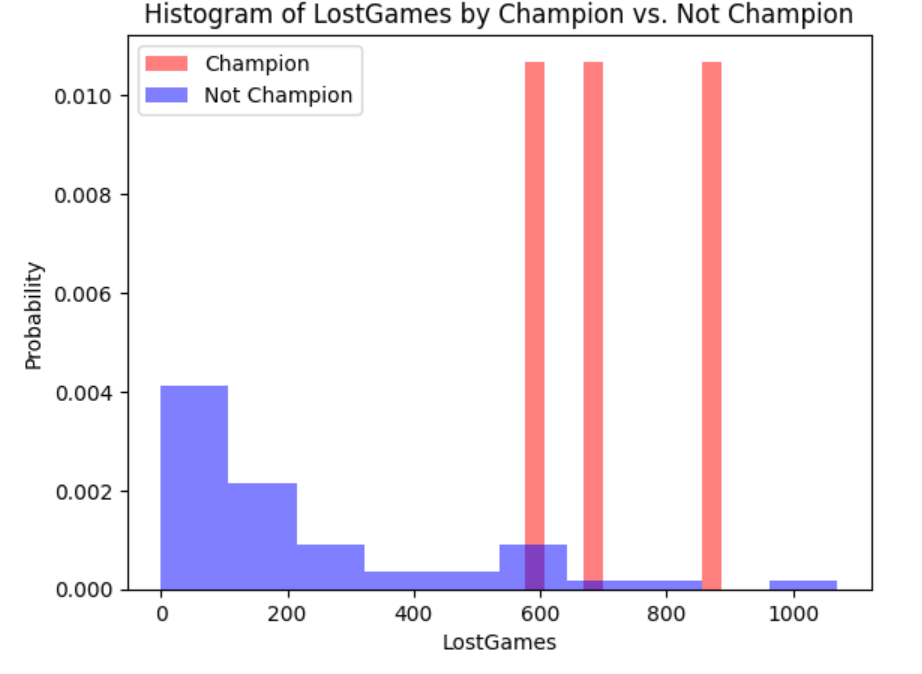 Histogram of LostGames by Champion vs. Not Champion
Champion
Not Champion
0.010
0.008
0.006
0.004
0.002
0.000
Probability
0
200
400
600
800
1000
LostGames